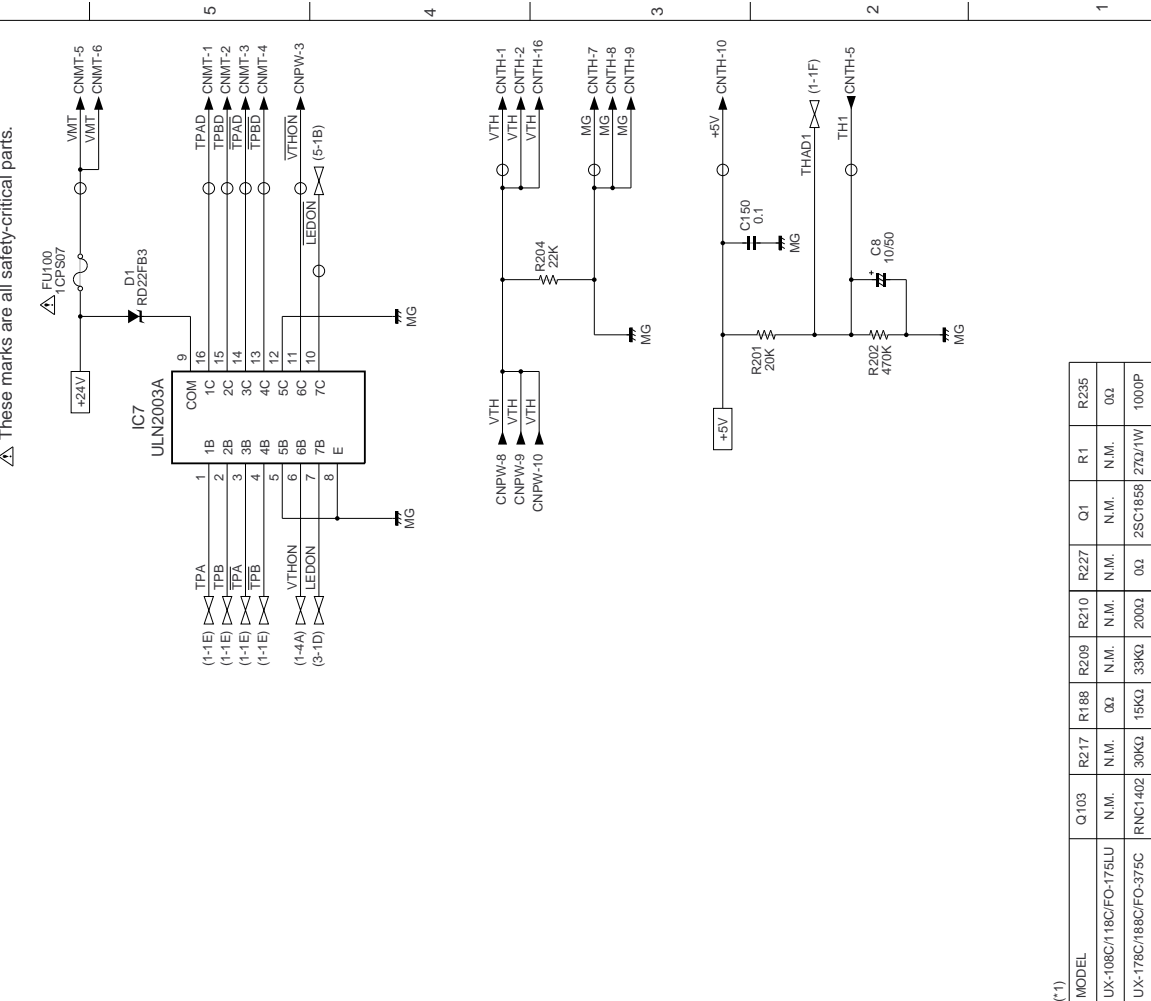 ⚠ These marks are all safety-critical parts.
5
4
3
2
1
+24V
⚠ FU100
1CPS07
VMT
VMT
CNMT-5
CNMT-6
D1
RD22FB3
IC7
ULN2003A
COM
9
1B
2B
3B
4B
5B
6B
7B
E
1C
2C
3C
4C
5C
6C
7C
1
2
3
4
5
6
7
8
16
15
14
13
12
11
10
(1-1E)
(1-1E)
(1-1E)
(1-1E)
(1-4A)
(3-1D)
TPA
TPB
TPA
TPB
VTHON
LEDON
MG
MG
TPAD
TPBD
TPAD
TPBD
VTHON
LEDON
(5-1B)
CNMT-1
CNMT-2
CNMT-3
CNMT-4
CNPW-3
CNPW-8
CNPW-9
CNPW-10
VTH
VTH
VTH
R204
22K
MG
VTH
VTH
VTH
CNTH-1
CNTH-2
CNTH-16
MG
MG
MG
CNTH-7
CNTH-8
CNTH-9
+5V
+5V
CNTH-10
C150
0.1
MG
R201
20K
THAD1
(1-1F)
TH1
CNTH-5
R202
470K
+
C8
10/50
MG
(*1)
MODEL Q103 R217 R188 R209 R210 R227 Q1 R1 R235
UX-108C/118C/FO-175LU N.M. N.M. 0Ω N.M. N.M. N.M. N.M. N.M. 0Ω
UX-178C/188C/FO-375C RNC1402 30KΩ 15KΩ 33KΩ 200Ω 0Ω 2SC1858 27Ω/1W 1000P